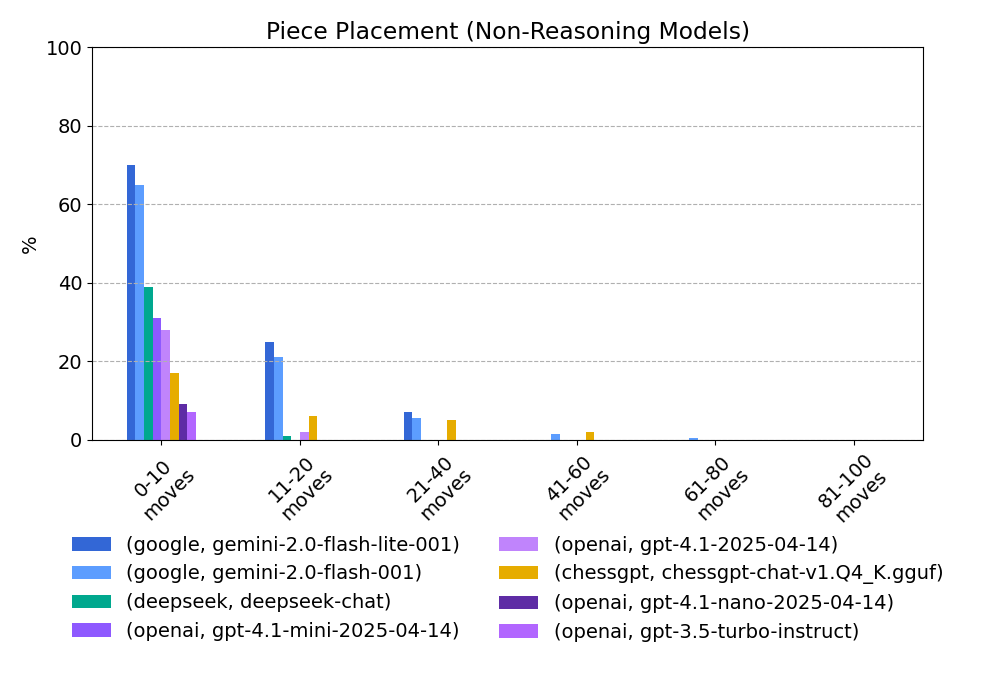 Piece Placement (Non-Reasoning Models)
100
80
60
40
20
0
%
0-10
moves
11-20
moves
21-40
moves
41-60
moves
61-80
moves
81-100
moves
(google, gemini-2.0-flash-lite-001)
(google, gemini-2.0-flash-001)
(deepseek, deepseek-chat)
(openai, gpt-4.1-mini-2025-04-14)
(openai, gpt-4.1-2025-04-14)
(chessgpt, chessgpt-chat-v1.Q4_K.gguf)
(openai, gpt-4.1-nano-2025-04-14)
(openai, gpt-3.5-turbo-instruct)